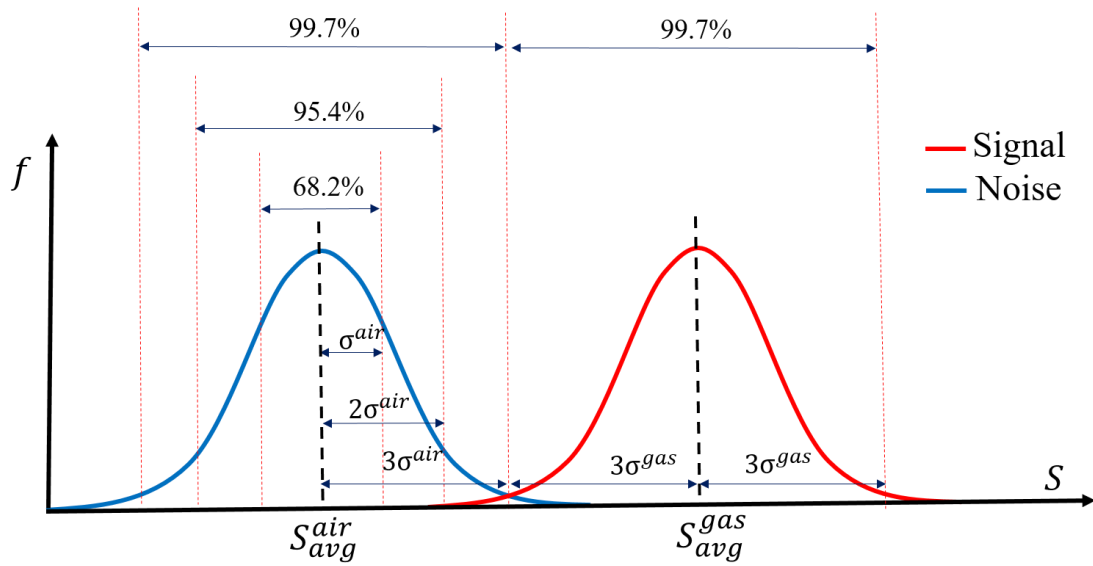 99.7%
99.7%
95.4%
68.2%
f
Signal
Noise
σ^air
2σ^air
3σ^air
3σ^gas
3σ^gas
S
S_avg^air
S_avg^gas